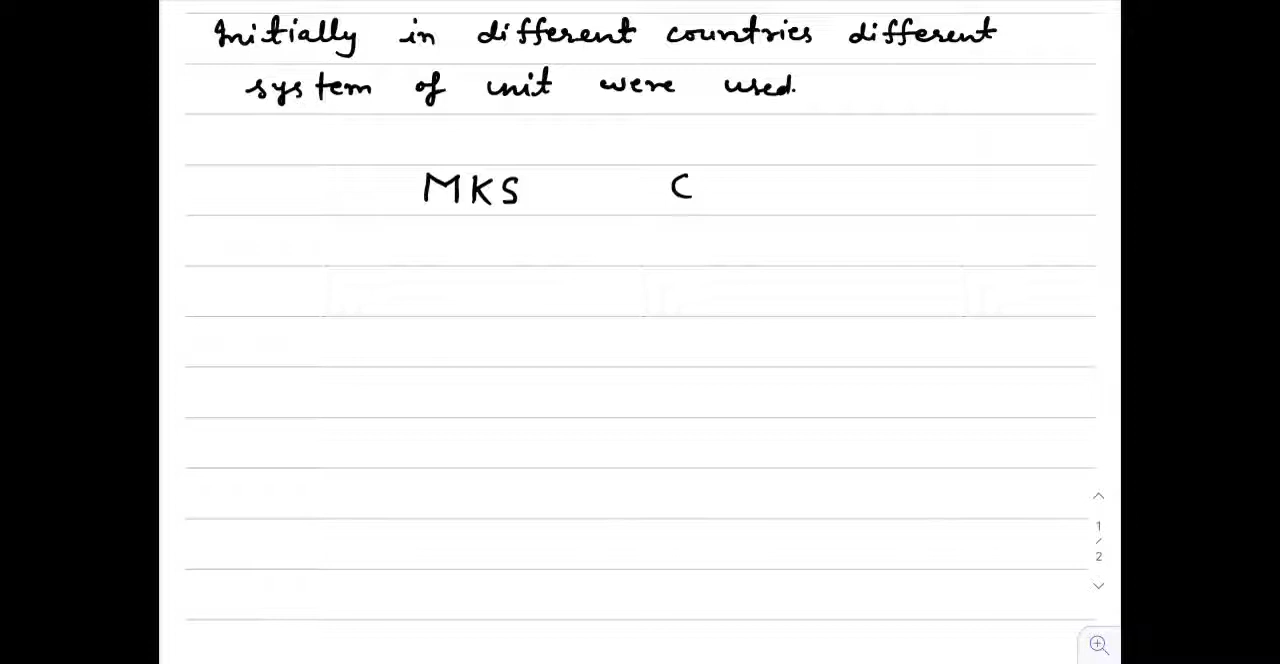 Initially in different countries different
system of unit were used.
MKS C
1
/
2